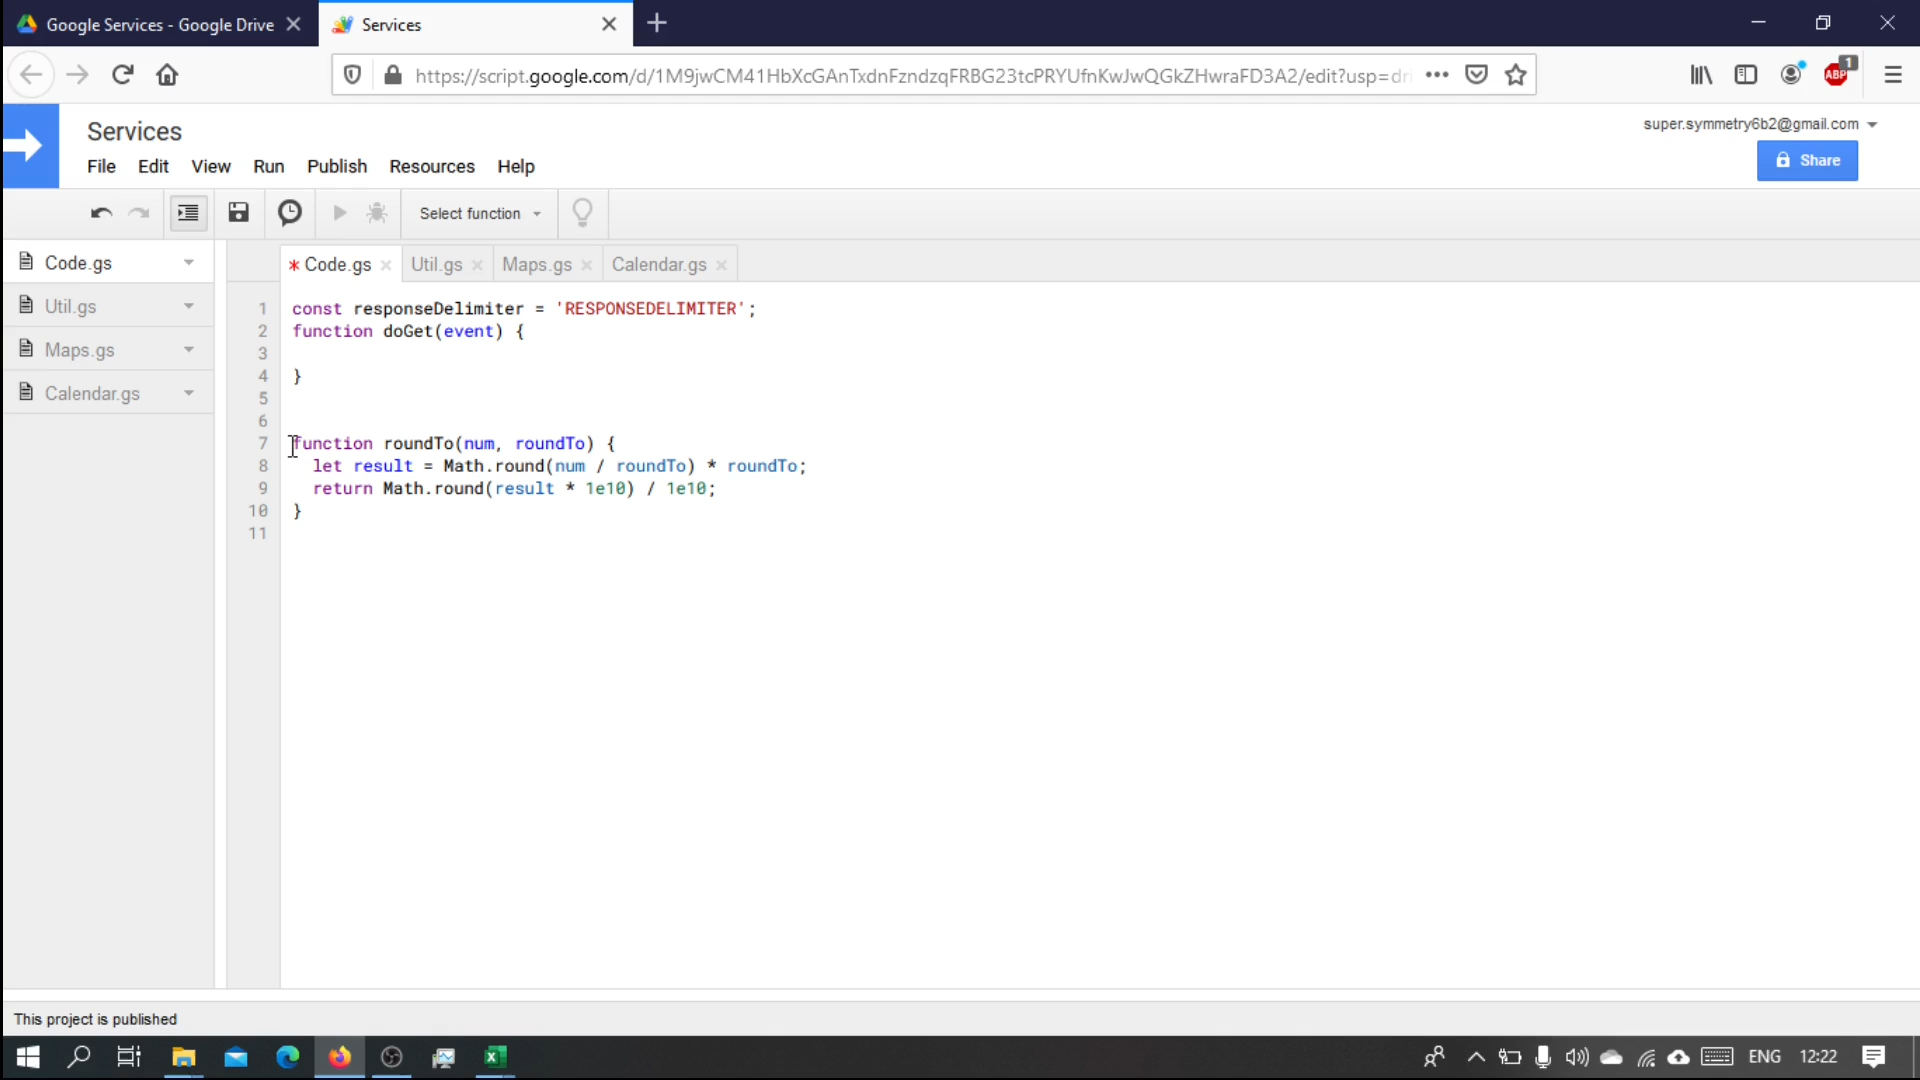 Google Services - Google Drive
Services
https://script.google.com/d/1M9jwCM41HbXcGAnTxdnFzndzqFRBG23tcPRYUfnKwJwQGkZHwraFD3A2/edit?usp=dri
ABP
1
Services
super.symmetry6b2@gmail.com
File Edit View Run Publish Resources Help
Share
Select function
Code.gs
Util.gs
Maps.gs
Calendar.gs
* Code.gs Util.gs Maps.gs Calendar.gs
1 const responseDelimiter = 'RESPONSEDELIMITER';
2 function doGet(event) {
3
4 }
5
6
7 function roundTo(num, roundTo) {
8 let result = Math.round(num / roundTo) * roundTo;
9 return Math.round(result * 1e10) / 1e10;
10 }
11
This project is published
ENG 12:22